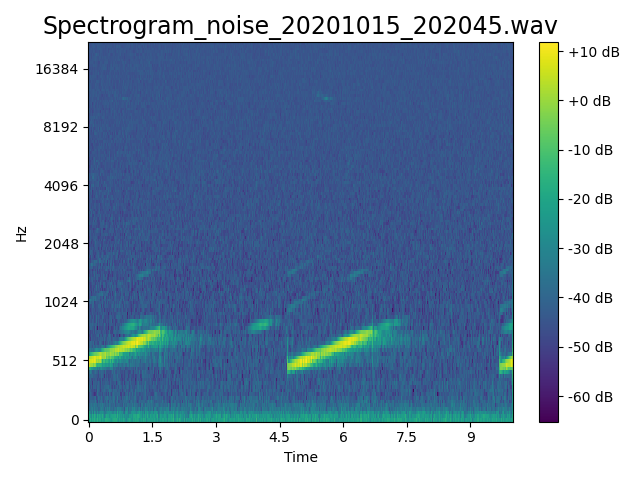 Spectrogram_noise_20201015_202045.wav
16384
8192
4096
2048
1024
512
0
Hz
0 1.5 3 4.5 6 7.5 9
Time
+10 dB
+0 dB
-10 dB
-20 dB
-30 dB
-40 dB
-50 dB
-60 dB